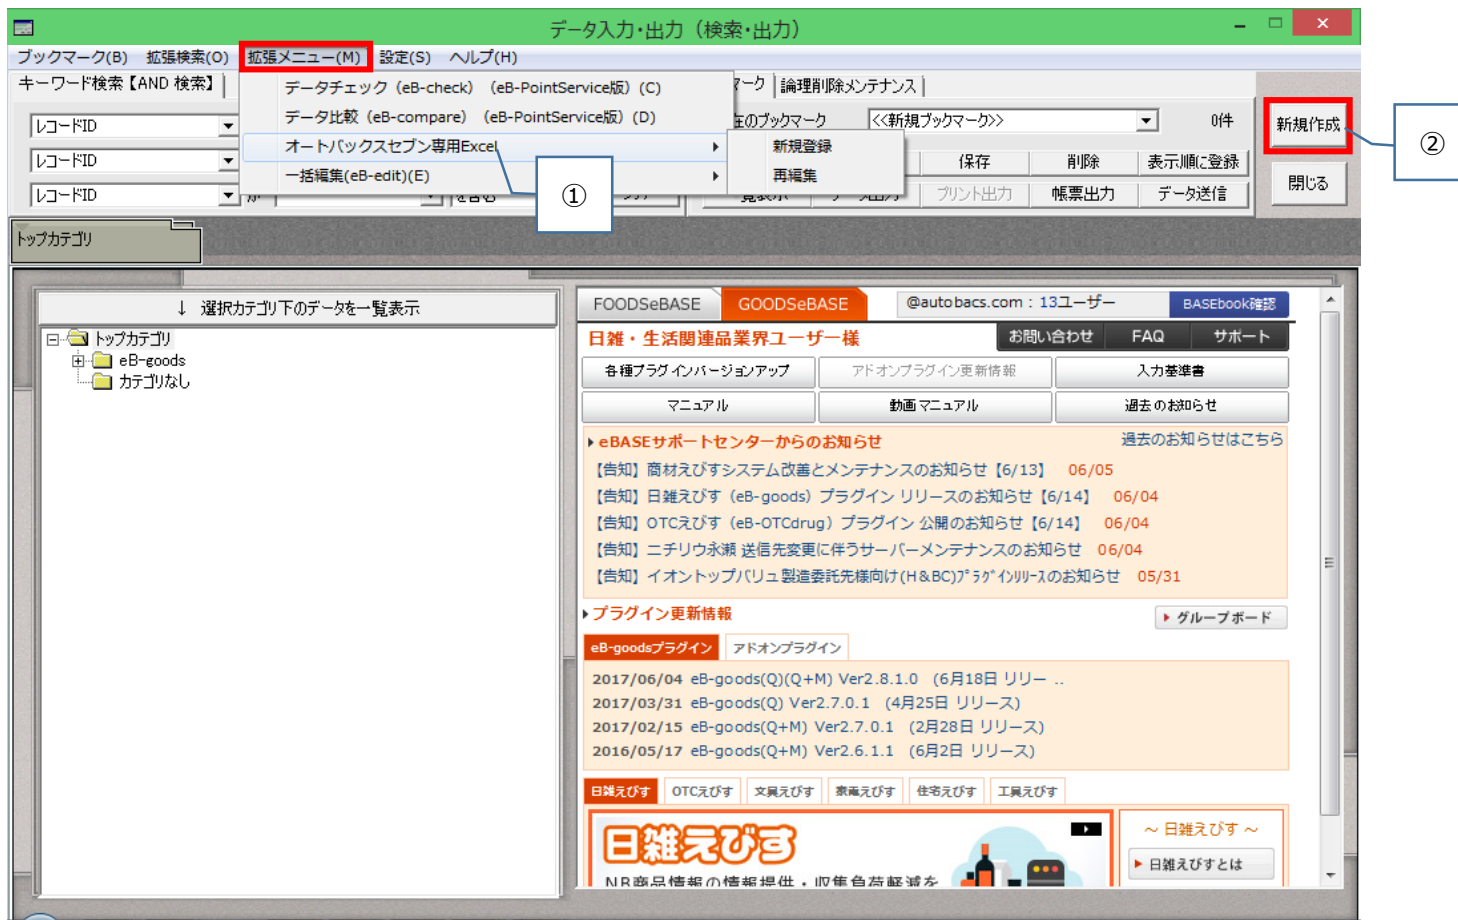 データ入力・出力（検索・出力）
ブックマーク(B) 拡張検索(O) 拡張メニュー(M) 設定(S) ヘルプ(H)
キーワード検索【AND 検索】
マーク 論理削除メンテナンス
データチェック（eB-check）（eB-PointService版）(C)
データ比較（eB-compare）（eB-PointService版）(D)
オートバックスセブン専用Excel
一括編集(eB-edit)(E)
新規登録
再編集
在のブックマーク <<新規ブックマーク>> 0件
レコードID
レコードID
レコードID
保存 削除 表示順に登録
プリント出力 帳票出力 データ送信
新規作成
閉じる
①
②
トップカテゴリ
↓ 選択カテゴリ下のデータを一覧表示
トップカテゴリ
eB-goods
カテゴリなし
FOODSeBASE GOODSeBASE @autobacs.com：13ユーザー BASEbook確認
日雑・生活関連品業界ユーザー様 お問い合わせ FAQ サポート
各種プラグインバージョンアップ アドオンプラグイン更新情報 入力基準書
マニュアル 動画マニュアル 過去のお知らせ
eBASEサポートセンターからのお知らせ 過去のお知らせはこちら
【告知】商材えびすシステム改善とメンテナンスのお知らせ【6/13】 06/05
【告知】日雑えびす（eB-goods）プラグイン リリースのお知らせ【6/14】 06/04
【告知】OTCえびす（eB-OTCdrug）プラグイン 公開のお知らせ【6/14】 06/04
【告知】ニチリウ永瀬 送信先変更に伴うサーバーメンテナンスのお知らせ 06/04
【告知】イオントップバリュ製造委託先様向け(H&BC)ﾌﾟﾗｸﾞｲﾝﾘﾘｰｽのお知らせ 05/31
プラグイン更新情報 グループボード
eB-goodsプラグイン アドオンプラグイン
2017/06/04 eB-goods(Q)(Q+M) Ver2.8.1.0 (6月18日 リリー ..
2017/03/31 eB-goods(Q) Ver2.7.0.1 (4月25日 リリース)
2017/02/15 eB-goods(Q+M) Ver2.7.0.1 (2月28日 リリース)
2016/05/17 eB-goods(Q+M) Ver2.6.1.1 (6月2日 リリース)
日雑えびす OTCえびす 文具えびす 家電えびす 住宅えびす 工具えびす
日雑えびす
NB商品情報の情報提供・収集負荷軽減を
～ 日雑えびす ～
日雑えびすとは